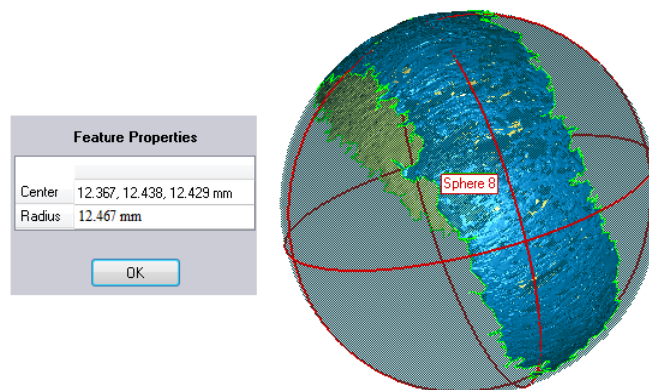 Feature Properties
Center 12.367, 12.438, 12.429 mm
Radius 12.467 mm
OK
Sphere 8